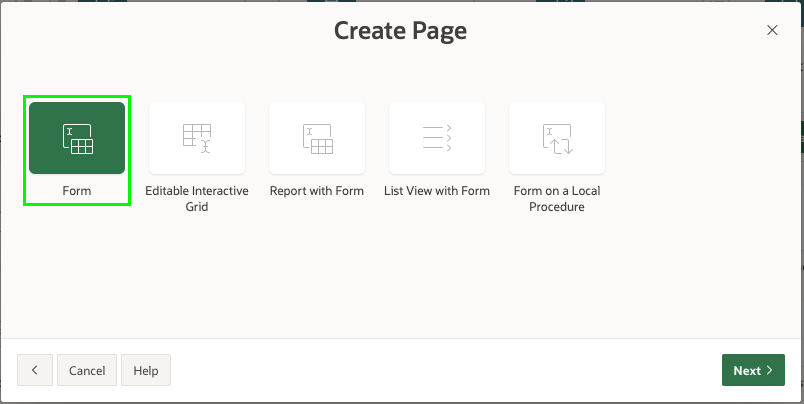 Create Page
Form
Editable Interactive
Grid
Report with Form
List View with Form
Form on a Local
Procedure
Cancel
Help
Next